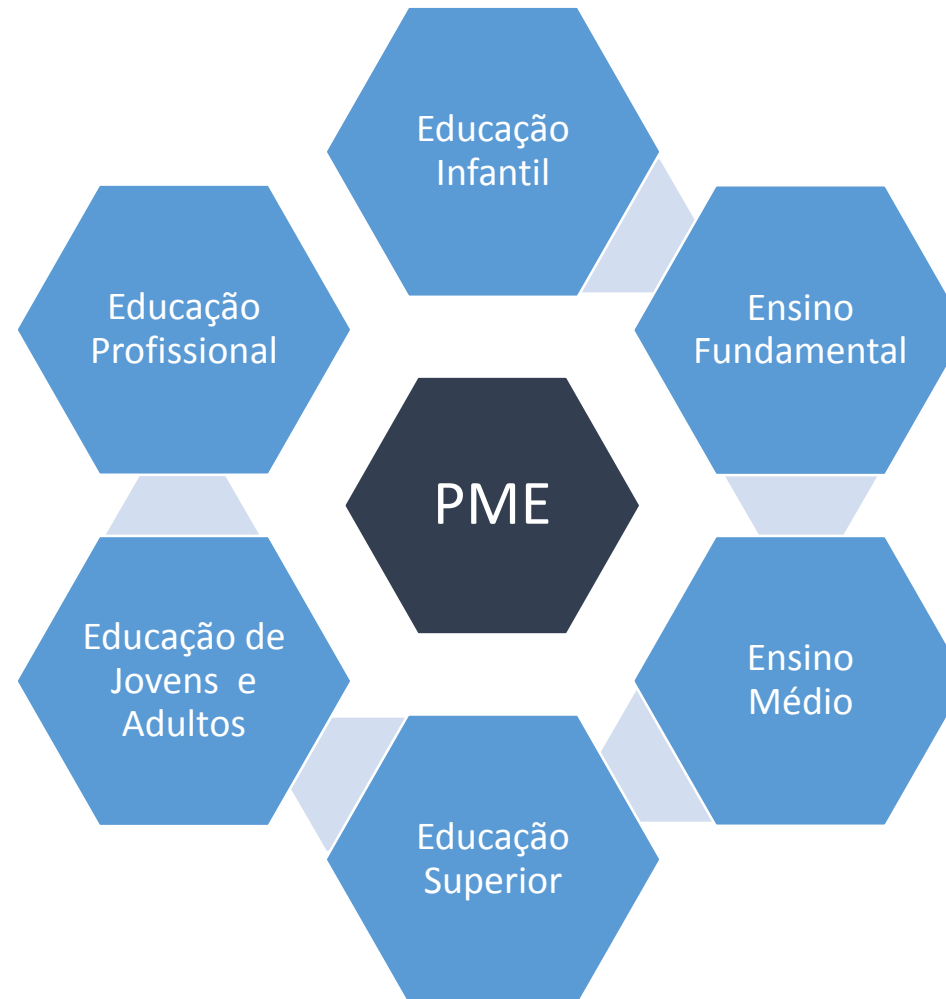 Educação
Infantil
Ensino
Fundamental
Ensino
Médio
Educação
Superior
Educação de
Jovens e
Adultos
Educação
Profissional
PME